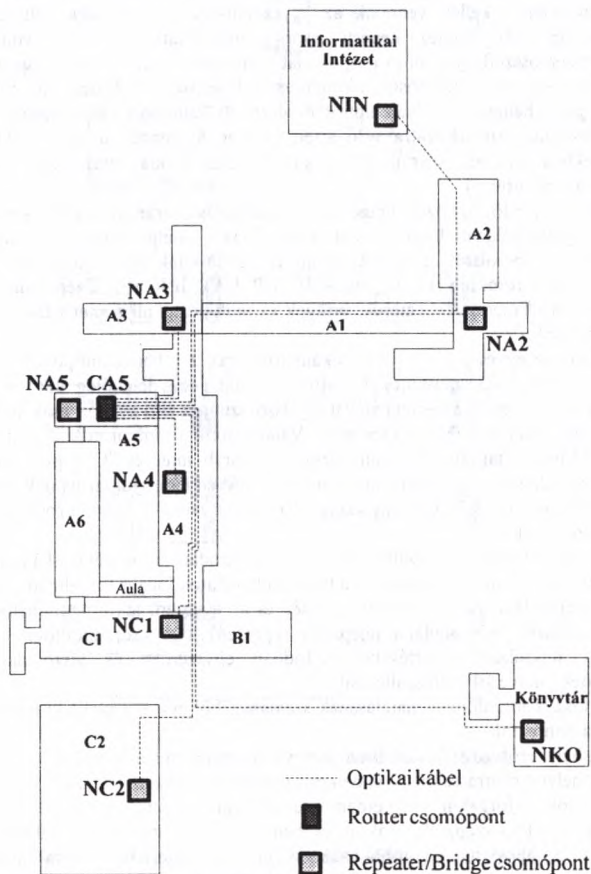 Informatikai
Intézet
NIN
A2
NA3
A3
A1
NA2
NA5 CA5
A5
NA4
A6
A4
Aula
NC1
C1
B1
Könyvtár
C2
NKO
NC2
Optikai kábel
Router csomópont
Repeater/Bridge csomópont